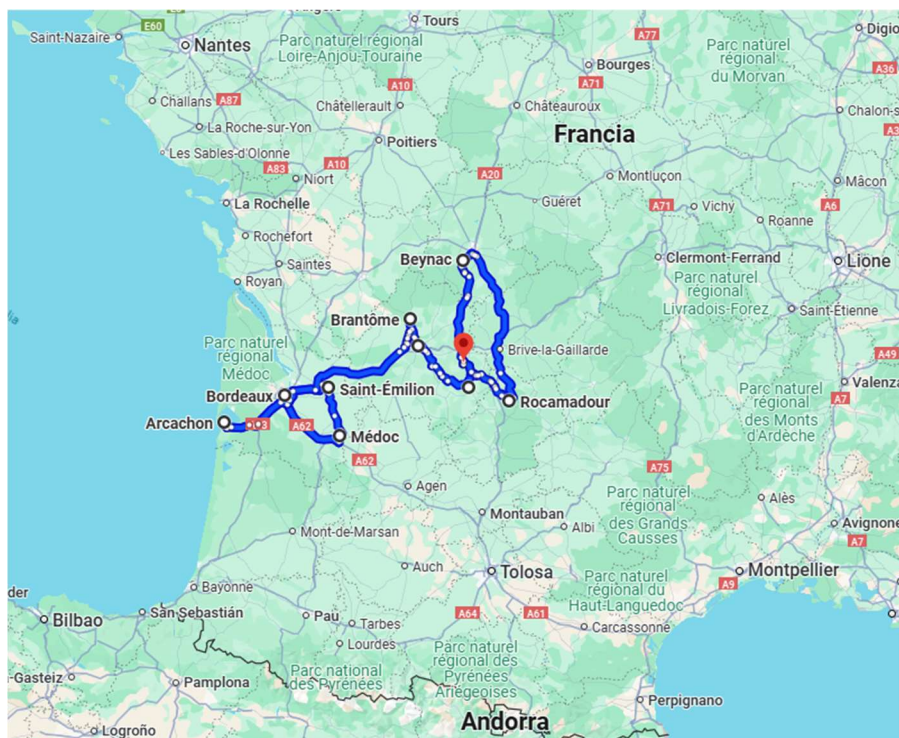 Tours
E60
Saint-Nazaire
Nantes
Parc naturel
régional
Loire-Anjou-Touraine
A77
Bourges
Parc naturel
régional
du Morvan
Digio
A36
A71
A10
Challans
A87
Châtellerault
Châteauroux
Chalon-s
La Roche-sur-Yon
Francia
A3
Poitiers
Les Sables-d'Olonne
A10
A83
Niort
A20
Montluçon
Mâcon
La Rochelle
Guéret
A71
Vichy
A6
Roanne
Rochefort
Saintes
Beynac
Clermont-Ferrand
Lione
Royan
Parc naturel
régional
Livradois-Forez
Saint-Étienne
Brantôme
Parc naturel
régional
Médoc
Brive-la-Gaillarde
A49
Valenza
Bordeaux
Saint-Émilion
Rocamadour
A7
Parc naturel
régional
des Monts
d'Ardèche
Arcachon
A62
Médoc
A62
A75
Agen
Parc naturel
régional
des Grands
Causses
Alès
Montauban
Albi
Avignone
Mont-de-Marsan
A7
Auch
Tolosa
Montpellier
A9
Bayonne
Parc naturel
régional du
Haut-Languedoc
der
Bilbao
San Sebastián
Pau
Tarbes
A64
A61
Carcassonne
Lourdes
-Gasteiz
Pamplona
Parc national
des Pyrénées
Parc naturel
régional des
Pyrénées
Ariégeoises
Perpignano
Logroño
Andorra